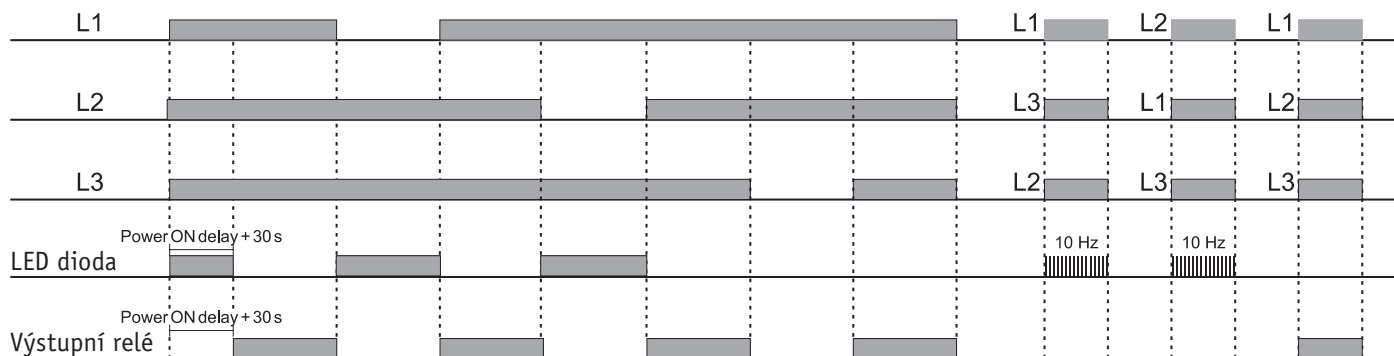 L1 L1 L2 L1
L2 L3 L1 L2
L3 L2 L3 L3
Power ON delay + 30 s
10 Hz 10 Hz
LED dioda
Power ON delay + 30 s
Výstupní relé